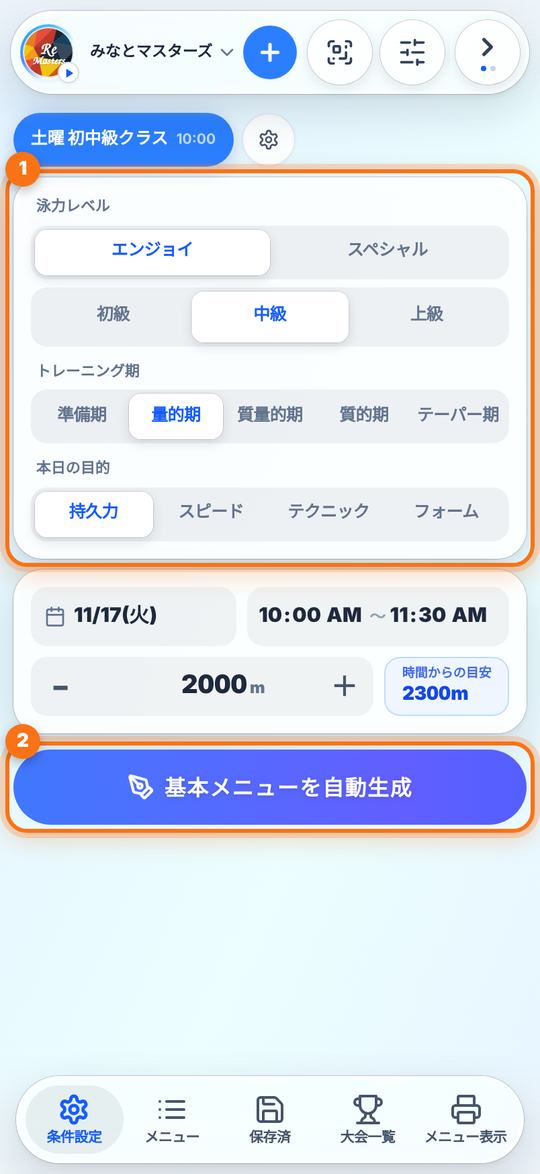 Re Masters みなとマスターズ
土曜 初中級クラス 10:00
1
泳力レベル
エンジョイ スペシャル
初級 中級 上級
トレーニング期
準備期 量的期 質量的期 質的期 テーパー期
本日の目的
持久力 スピード テクニック フォーム
11/17(火) 10:00 AM ～ 11:30 AM
- 2000 m + 時間からの目安
2300m
2
基本メニューを自動生成
条件設定 メニュー 保存済 大会一覧 メニュー表示